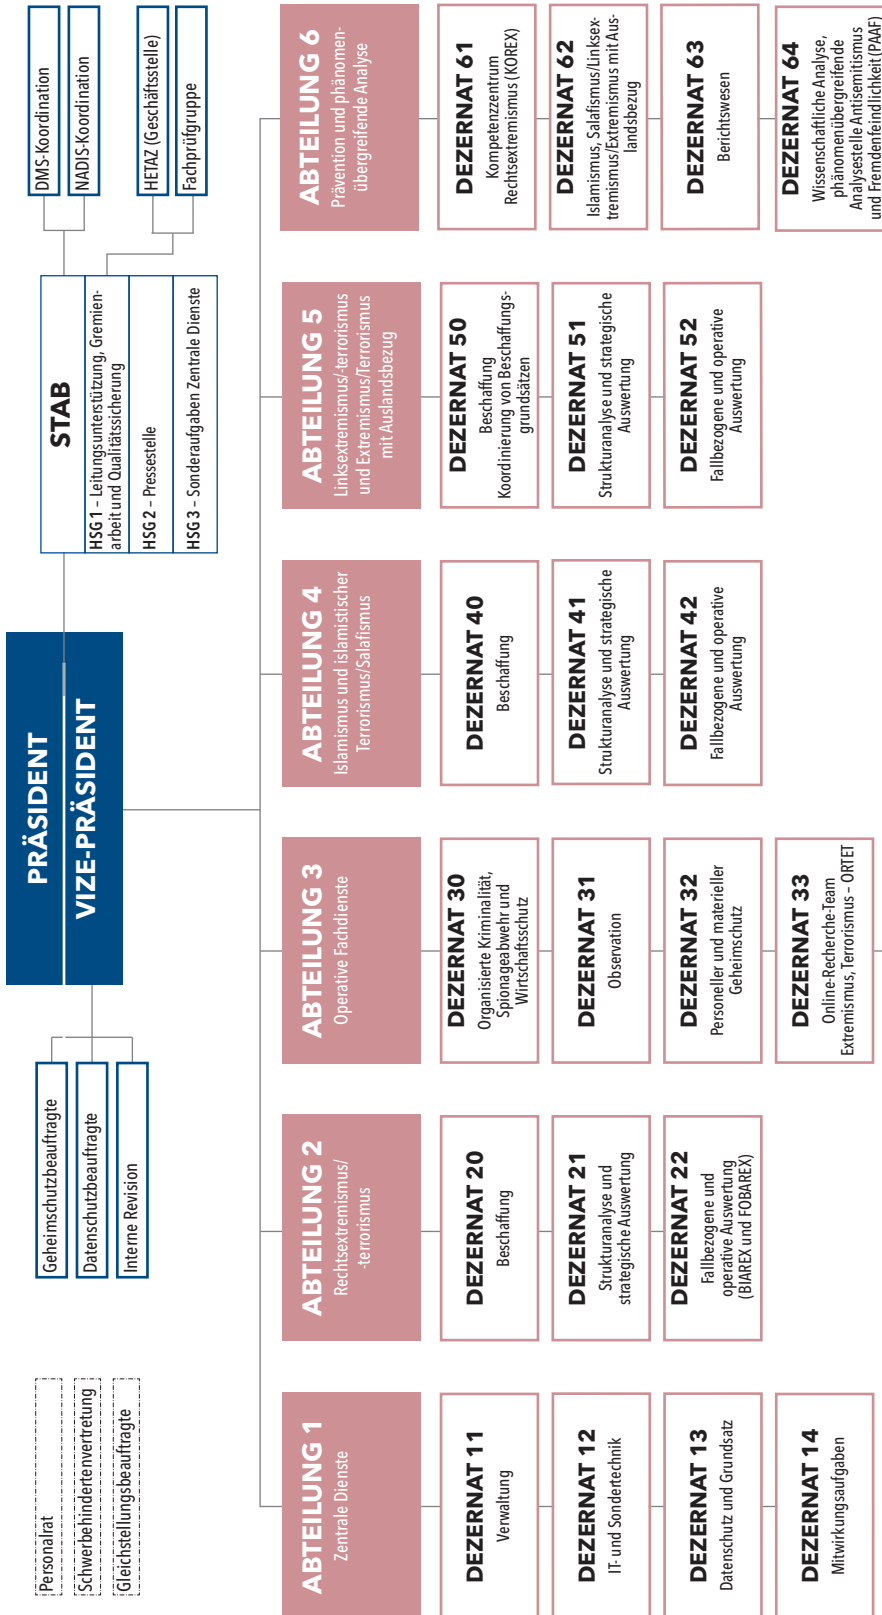 PRÄSIDENT
VIZE-PRÄSIDENT
Personalrat
Schwerbehindertenvertretung
Gleichstellungsbeauftragte
Geheimschutzbeauftragte
Datenschutzbeauftragte
Interne Revision
STAB
HSG 1 – Leitungsunterstützung, Gremien-
arbeit und Qualitätssicherung
HSG 2 – Pressestelle
HSG 3 – Sonderaufgaben Zentrale Dienste
DMS-Koordination
NADIS-Koordination
HETAZ (Geschäftsstelle)
Fachprüfgruppe
ABTEILUNG 1
Zentrale Dienste
DEZERNAT 11
Verwaltung
DEZERNAT 12
IT- und Sondertechnik
DEZERNAT 13
Datenschutz und Grundsatz
DEZERNAT 14
Mitwirkungsaufgaben
ABTEILUNG 2
Rechtsextremismus/
-terrorismus
DEZERNAT 20
Beschaffung
DEZERNAT 21
Strukturanalyse und
strategische Auswertung
DEZERNAT 22
Fallbezogene und
operative Auswertung
(BIAREX und FOBAREX)
ABTEILUNG 3
Operative Fachdienste
DEZERNAT 30
Organisierte Kriminalität,
Spionageabwehr und
Wirtschaftsschutz
DEZERNAT 31
Observation
DEZERNAT 32
Personeller und materieller
Geheimschutz
DEZERNAT 33
Online-Recherche-Team
Extremismus, Terrorismus – ORTET
ABTEILUNG 4
Islamismus und islamistischer
Terrorismus/Salafismus
DEZERNAT 40
Beschaffung
DEZERNAT 41
Strukturanalyse und strategische
Auswertung
DEZERNAT 42
Fallbezogene und operative
Auswertung
ABTEILUNG 5
Linksextremismus/-terrorismus
und Extremismus/Terrorismus
mit Auslandsbezug
DEZERNAT 50
Beschaffung
Koordinierung von Beschaffungs-
grundsätzen
DEZERNAT 51
Strukturanalyse und strategische
Auswertung
DEZERNAT 52
Fallbezogene und operative
Auswertung
ABTEILUNG 6
Prävention und phänomen-
übergreifende Analyse
DEZERNAT 61
Kompetenzzentrum
Rechtsextremismus (KOREX)
DEZERNAT 62
Islamismus, Salafismus/Linksex-
tremismus/Extremismus mit Aus-
landsbezug
DEZERNAT 63
Berichtswesen
DEZERNAT 64
Wissenschaftliche Analyse,
phänomenübergreifende
Analysestelle Antisemitismus
und Fremdenfeindlichkeit (PAAF)